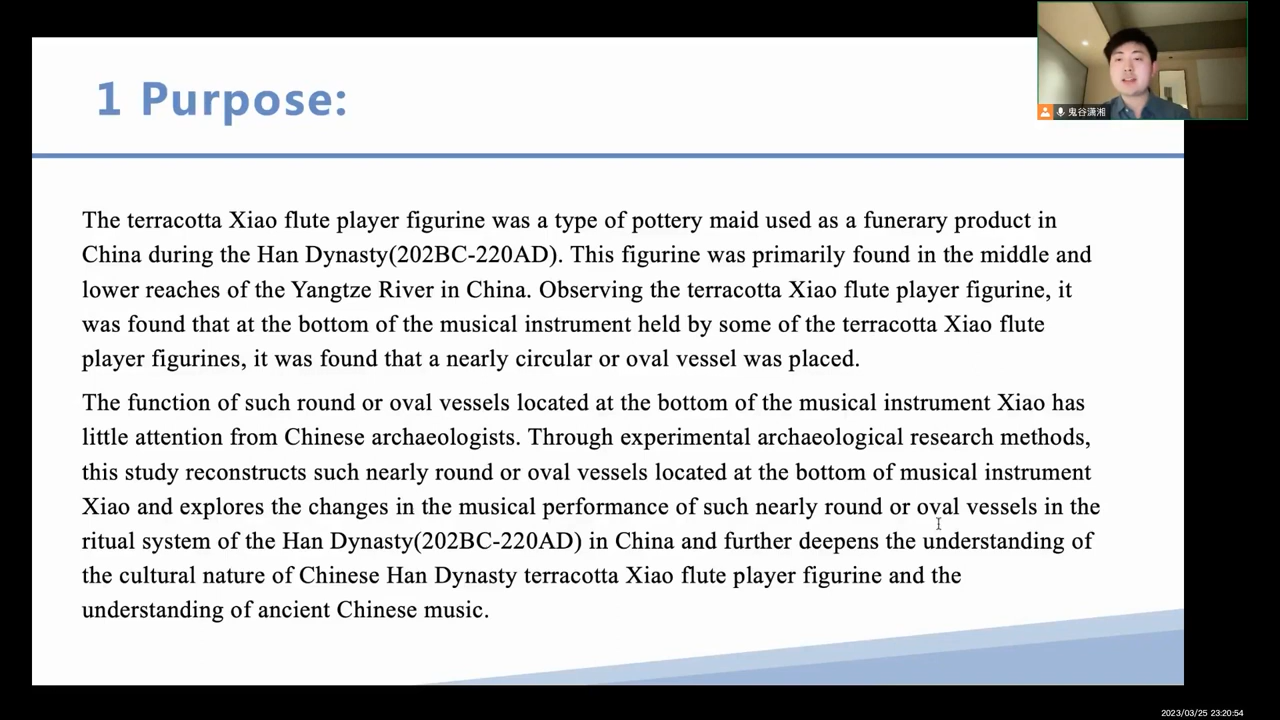 1 Purpose:
鬼谷潇湘
The terracotta Xiao flute player figurine was a type of pottery maid used as a funerary product in
China during the Han Dynasty(202BC-220AD). This figurine was primarily found in the middle and
lower reaches of the Yangtze River in China. Observing the terracotta Xiao flute player figurine, it
was found that at the bottom of the musical instrument held by some of the terracotta Xiao flute
player figurines, it was found that a nearly circular or oval vessel was placed.
The function of such round or oval vessels located at the bottom of the musical instrument Xiao has
little attention from Chinese archaeologists. Through experimental archaeological research methods,
this study reconstructs such nearly round or oval vessels located at the bottom of musical instrument
Xiao and explores the changes in the musical performance of such nearly round or oval vessels in the
ritual system of the Han Dynasty(202BC-220AD) in China and further deepens the understanding of
the cultural nature of Chinese Han Dynasty terracotta Xiao flute player figurine and the
understanding of ancient Chinese music.
2023/03/25 23:20:54